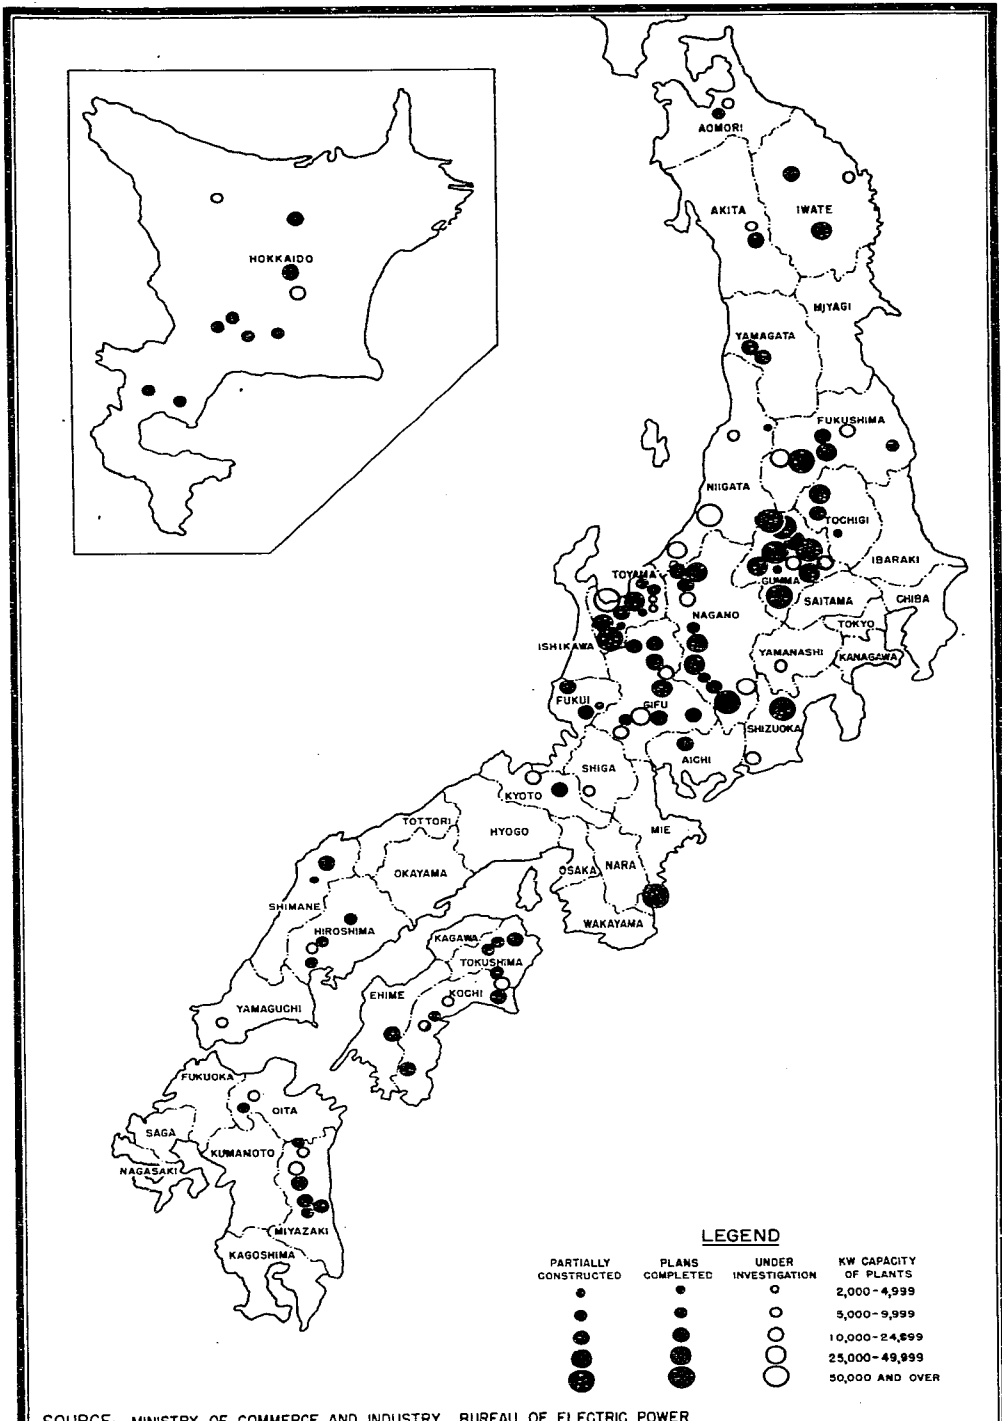 AOMORI
AKITA
IWATE
HOKKAIDO
MIYAGI
YAMAGATA
FUKUSHIMA
NIIGATA
TOCHIGI
IBARAKI
TOYAMA
GUMMA
SAITAMA
CHIBA
NAGANO
TOKYO
ISHIKAWA
YAMANASHI
KANAGAWA
FUKUI
GIFU
SHIZUOKA
AICHI
SHIGA
KYOTO
TOTTORI
HYOGO
MIE
OKAYAMA
OSAKA
NARA
SHIMANE
WAKAYAMA
HIROSHIMA
KAGAWA
TOKUSHIMA
EHIME
KOCHI
YAMAGUCHI
FUKUOKA
OITA
SAGA
KUMANOTO
NAGASAKI
MIYAZAKI
KAGOSHIMA
LEGEND
PARTIALLY CONSTRUCTED
PLANS COMPLETED
UNDER INVESTIGATION
KW CAPACITY OF PLANTS
2,000-4,999
5,000-9,999
10,000-24,999
25,000-49,999
50,000 AND OVER
SOURCE: MINISTRY OF COMMERCE AND INDUSTRY, BUREAU OF ELECTRIC POWER